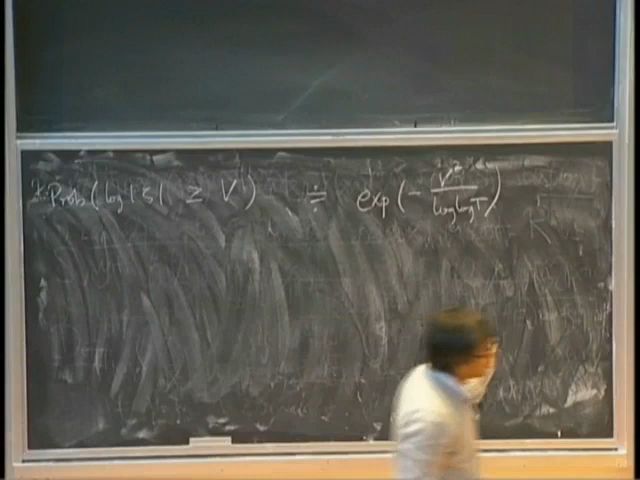 Prob(log|ζ| ≥ V) ≑ exp(- V² / loglogT)